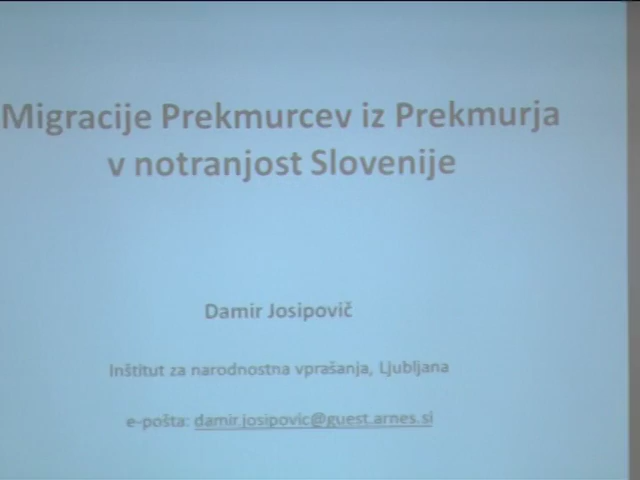 Migracije Prekmurcev iz Prekmurja
v notranjost Slovenije
Damir Josipovič
Inštitut za narodnostna vprašanja, Ljubljana
e-pošta: damir.josipovic@guest.arnes.si